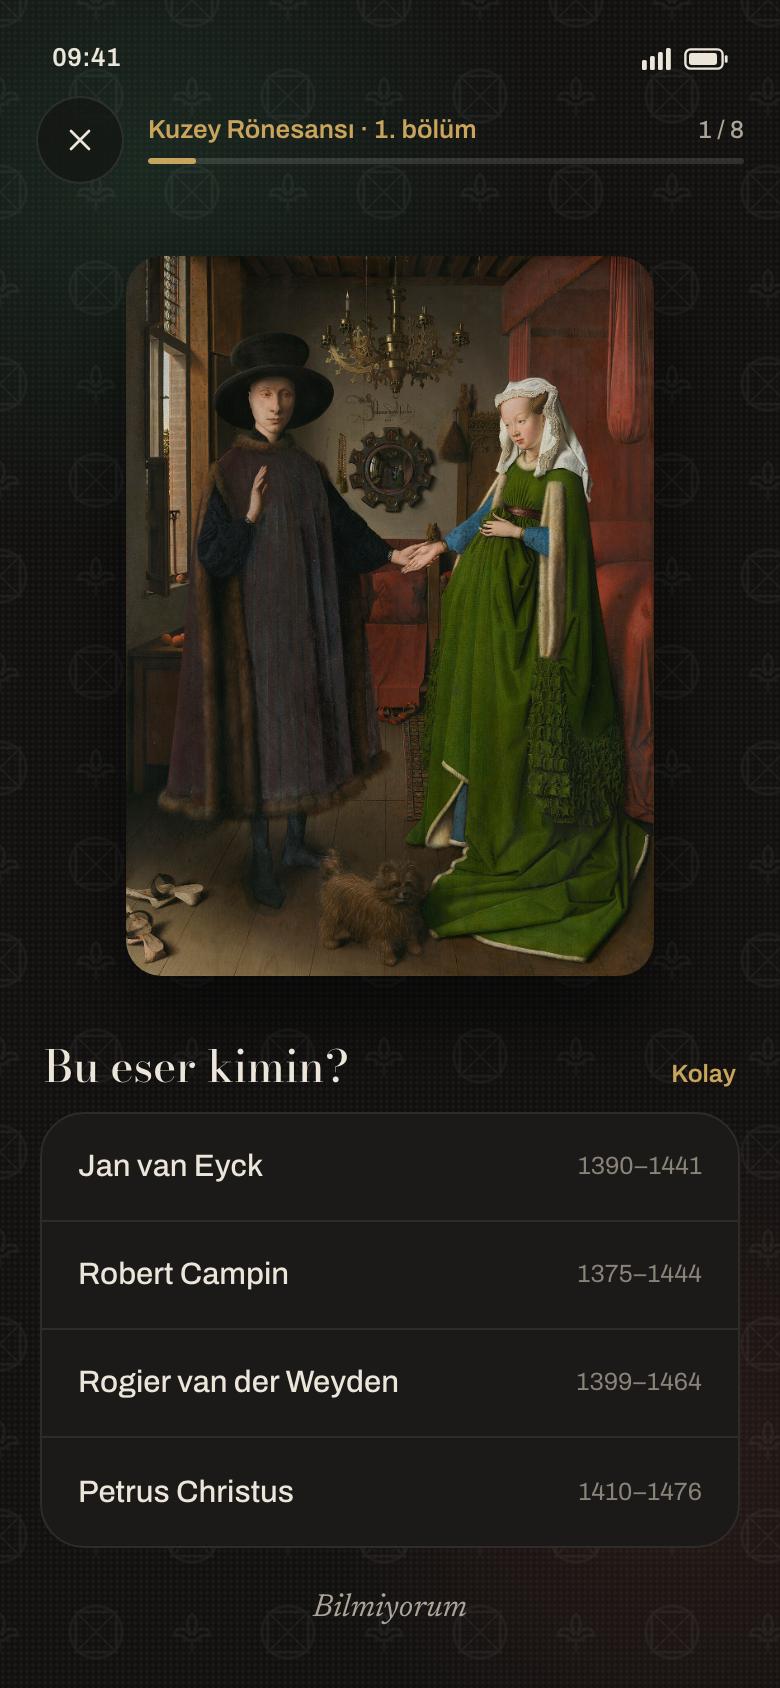 09:41
Kuzey Rönesansı · 1. bölüm
1 / 8
Bu eser kimin?
Kolay
Jan van Eyck 1390–1441
Robert Campin 1375–1444
Rogier van der Weyden 1399–1464
Petrus Christus 1410–1476
Bilmiyorum